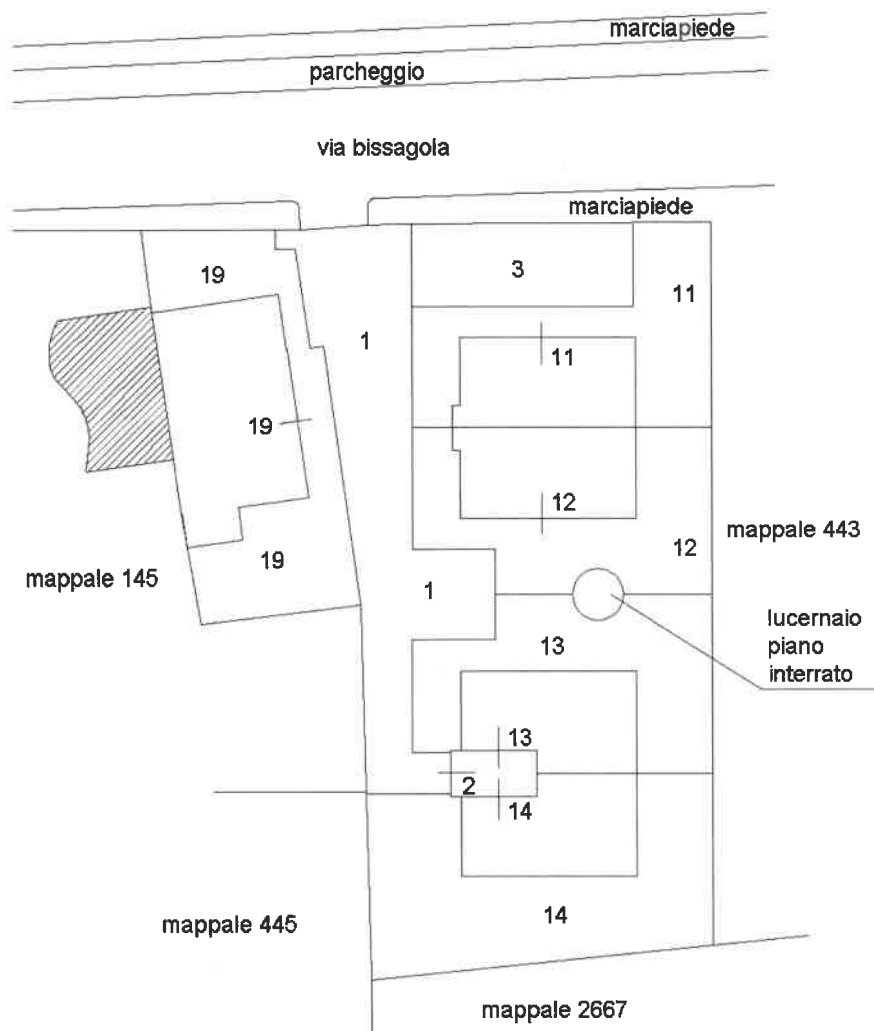 marciapiede
parcheggio
via bissagola
marciapiede
19
3
11
1
11
19
12
mappale 443
12
19
mappale 145
1
lucernaio
piano
interrato
13
13
2
14
mappale 445
14
mappale 2667